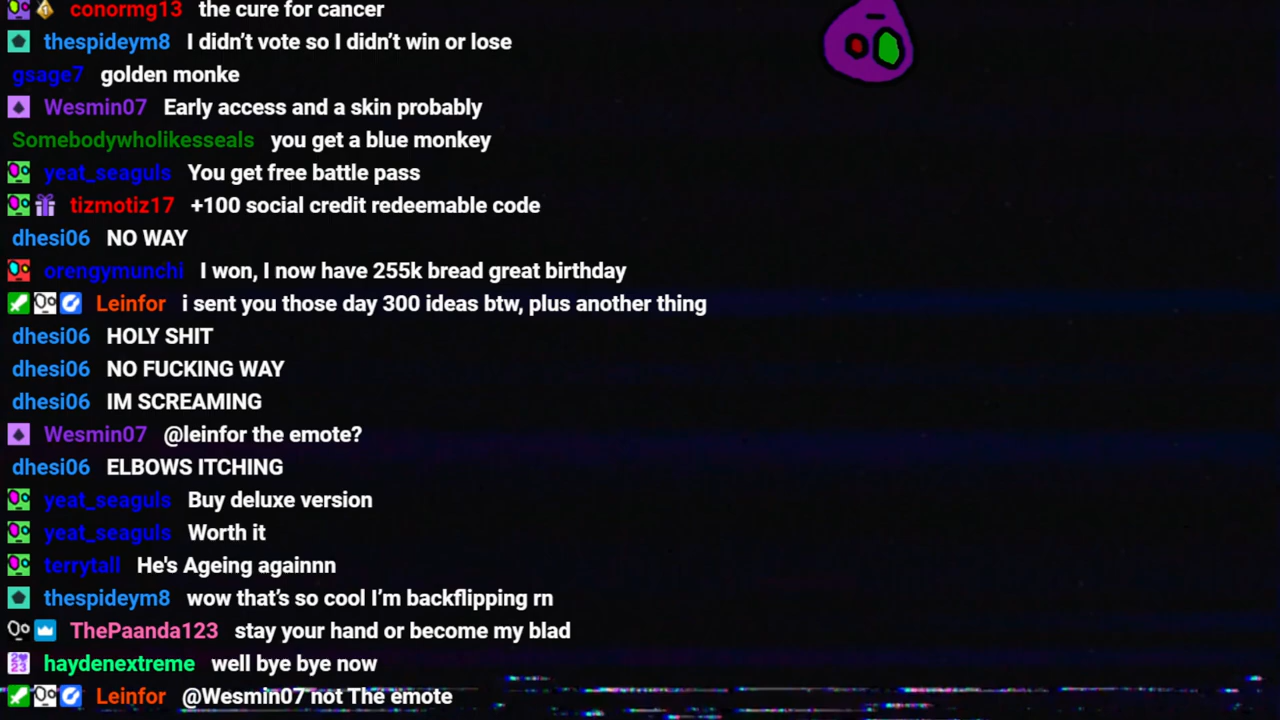 conormg13 the cure for cancer
thespideym8 I didn’t vote so I didn’t win or lose
gsage7 golden monke
Wesmin07 Early access and a skin probably
Somebodywholikesseals you get a blue monkey
yeat_seaguls You get free battle pass
tizmotiz17 +100 social credit redeemable code
dhesi06 NO WAY
orengymunchi I won, I now have 255k bread great birthday
Leinfor i sent you those day 300 ideas btw, plus another thing
dhesi06 HOLY SHIT
dhesi06 NO FUCKING WAY
dhesi06 IM SCREAMING
Wesmin07 @leinfor the emote?
dhesi06 ELBOWS ITCHING
yeat_seaguls Buy deluxe version
yeat_seaguls Worth it
terrytall He's Ageing againnn
thespideym8 wow that’s so cool I’m backflipping rn
ThePaanda123 stay your hand or become my blad
haydenextreme well bye bye now
Leinfor @Wesmin07 not The emote